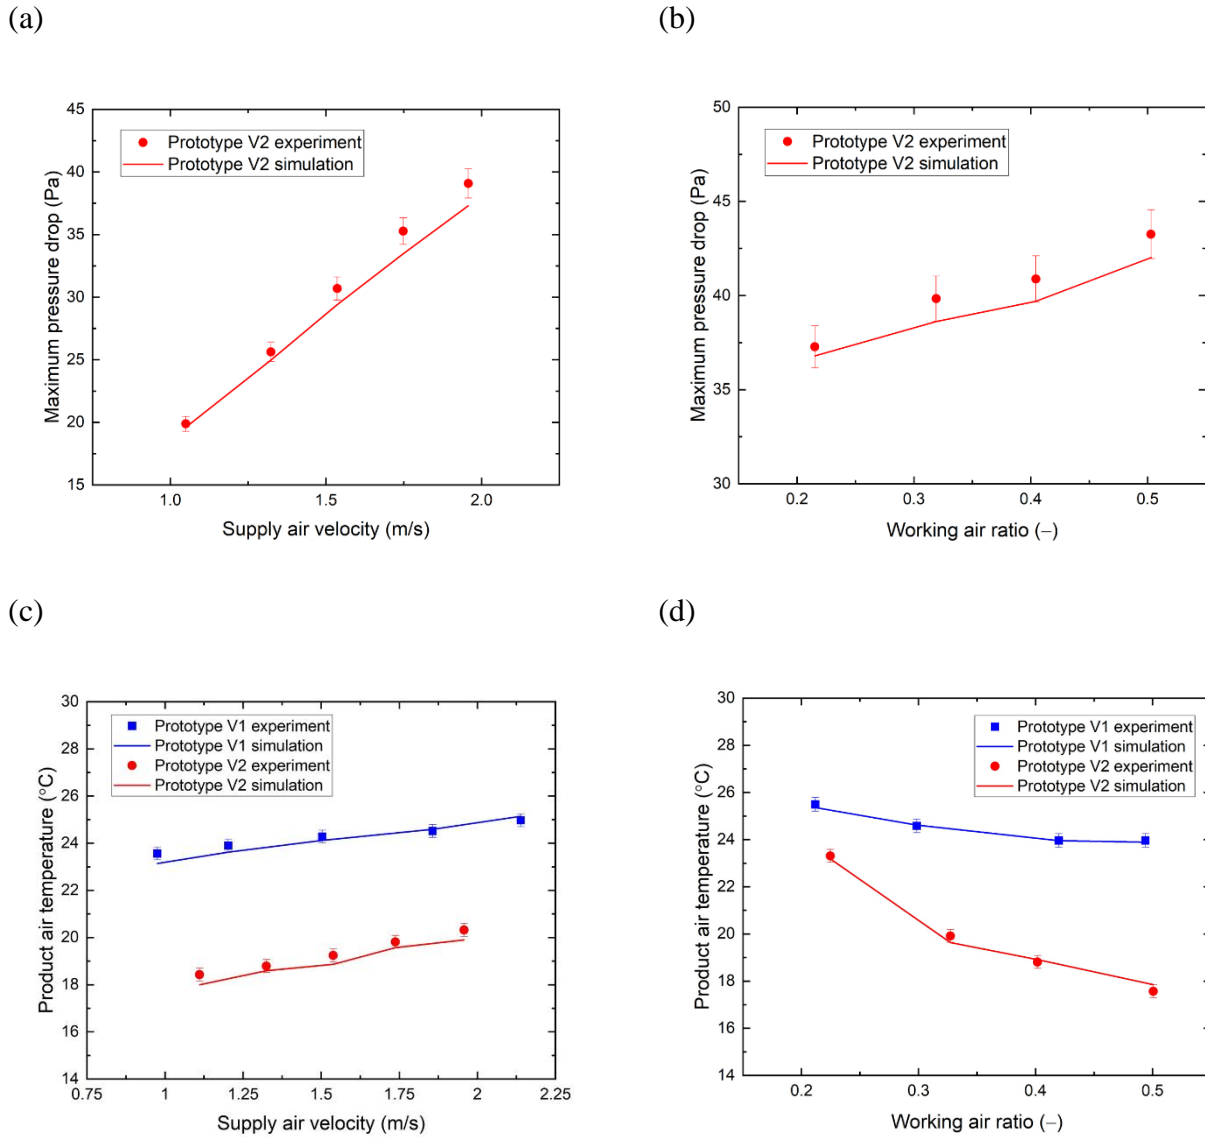 (a)
45
40
35
30
25
20
15
Maximum pressure drop (Pa)
Prototype V2 experiment
Prototype V2 simulation
1.0
1.5
2.0
Supply air velocity (m/s)
(b)
50
45
40
35
30
Maximum pressure drop (Pa)
Prototype V2 experiment
Prototype V2 simulation
0.2
0.3
0.4
0.5
Working air ratio (–)
(c)
30
28
26
24
22
20
18
16
14
Product air temperature (°C)
Prototype V1 experiment
Prototype V1 simulation
Prototype V2 experiment
Prototype V2 simulation
0.75
1
1.25
1.5
1.75
2
2.25
Supply air velocity (m/s)
(d)
30
28
26
24
22
20
18
16
14
Product air temperature (°C)
Prototype V1 experiment
Prototype V1 simulation
Prototype V2 experiment
Prototype V2 simulation
0.2
0.3
0.4
0.5
Working air ratio (–)